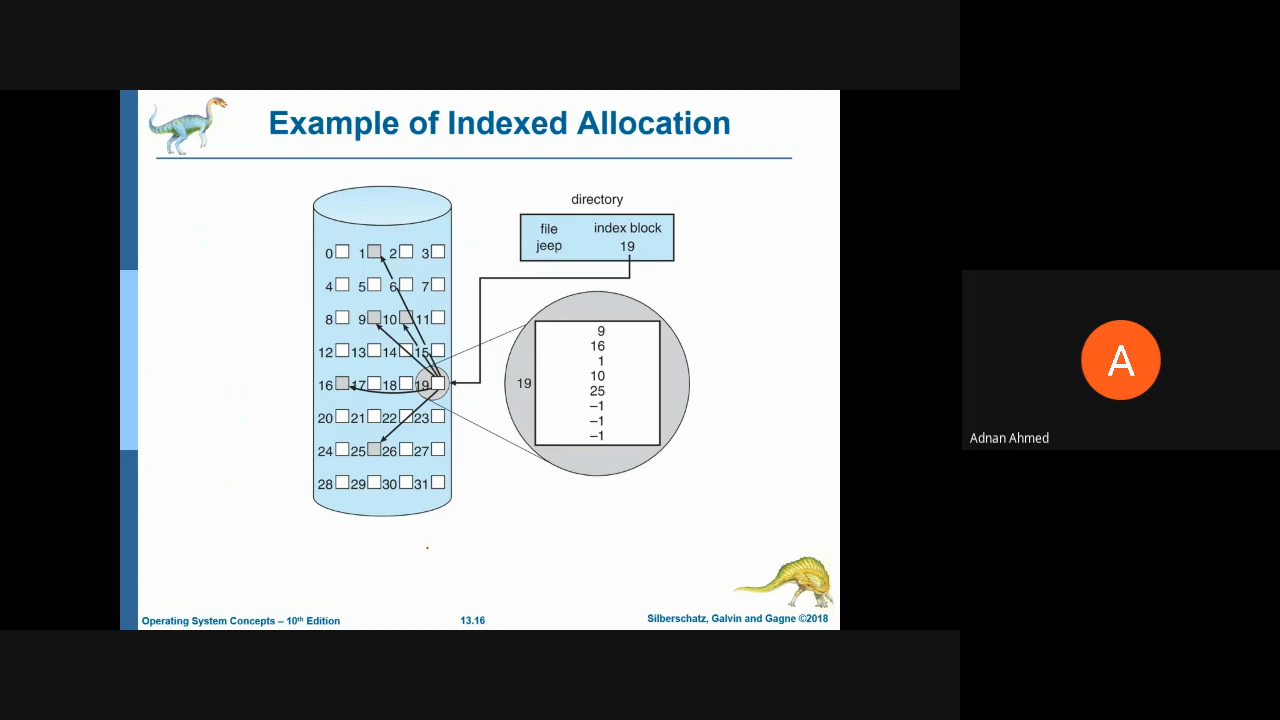 Example of Indexed Allocation
directory
file index block
jeep 19
0 1 2 3
4 5 6 7
8 9 10 11
12 13 14 15
16 17 18 19
20 21 22 23
24 25 26 27
28 29 30 31
19
9
16
1
10
25
–1
–1
–1
Operating System Concepts – 10th Edition
13.16
Silberschatz, Galvin and Gagne ©2018
A
Adnan Ahmed